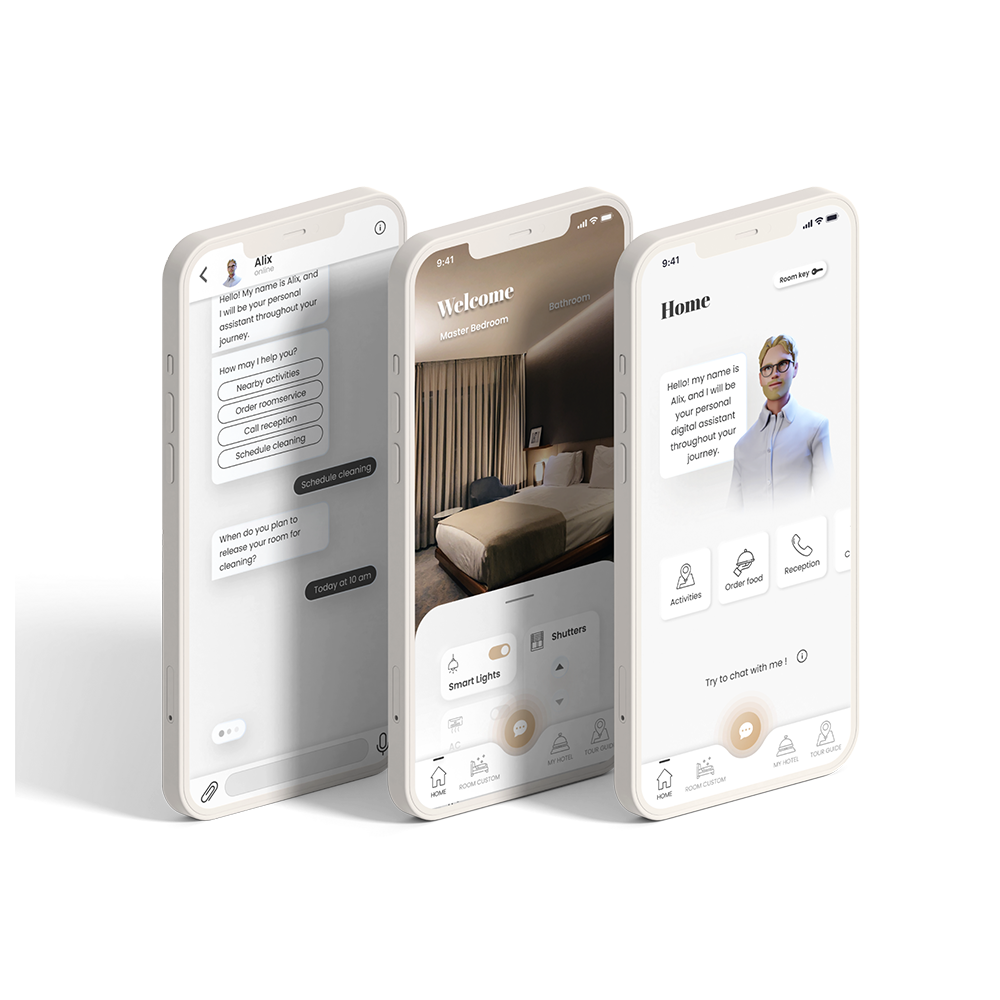 Alix
online
Hello! My name is Alix, and
I will be your personal
assistant throughout your
journey.
How may I help you?
Nearby activities
Order roomservice
Call reception
Schedule cleaning
Schedule cleaning
When do you plan to
release your room for
cleaning?
Today at 10 am
9:41
Welcome
Master Bedroom
Bathroom
Smart Lights
Shutters
AC
HOME
ROOM CUSTOM
MY HOTEL
TOUR GUIDE
9:41
Room key
Home
Hello! my name is
Alix, and I will be
your personal
digital assistant
throughout your
journey.
Activities
Order food
Reception
Try to chat with me !
HOME
ROOM CUSTOM
MY HOTEL
TOUR GUIDE